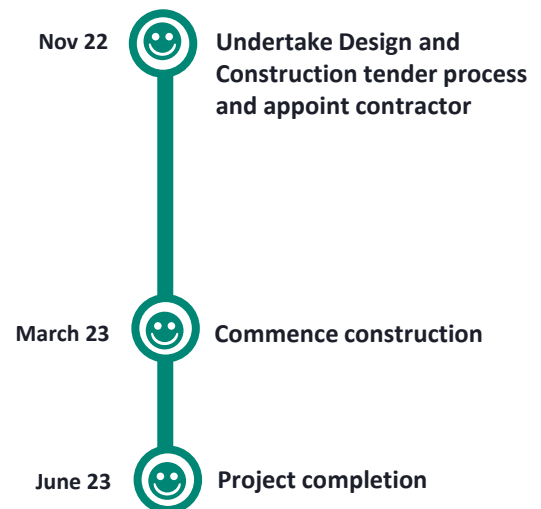 Nov 22
Undertake Design and
Construction tender process
and appoint contractor
March 23
Commence construction
June 23
Project completion